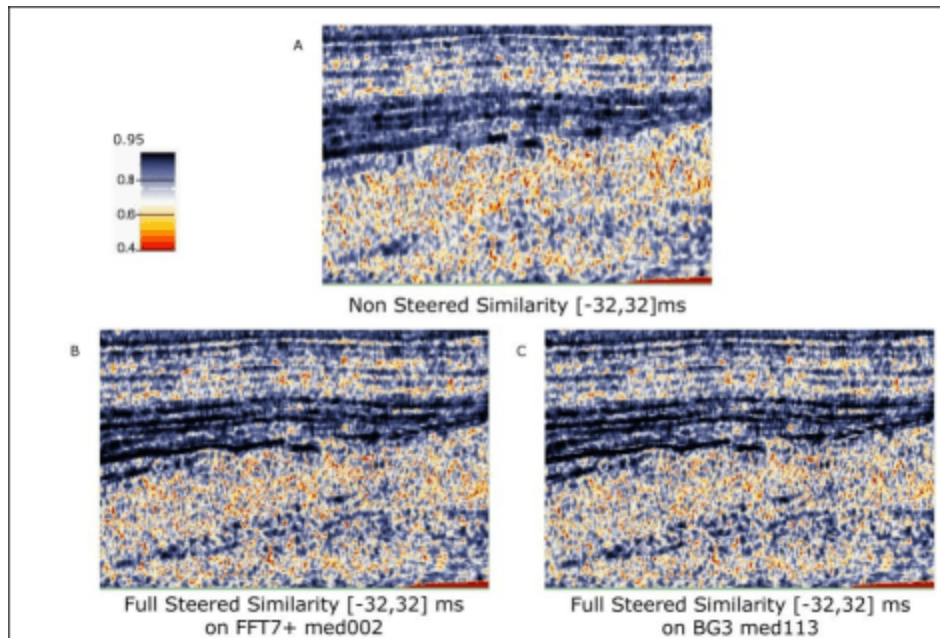 A
0.95
0.8
0.6
0.4
Non Steered Similarity [-32,32]ms
B
C
Full Steered Similarity [-32,32] ms
on FFT7+ med002
Full Steered Similarity [-32,32] ms
on BG3 med113